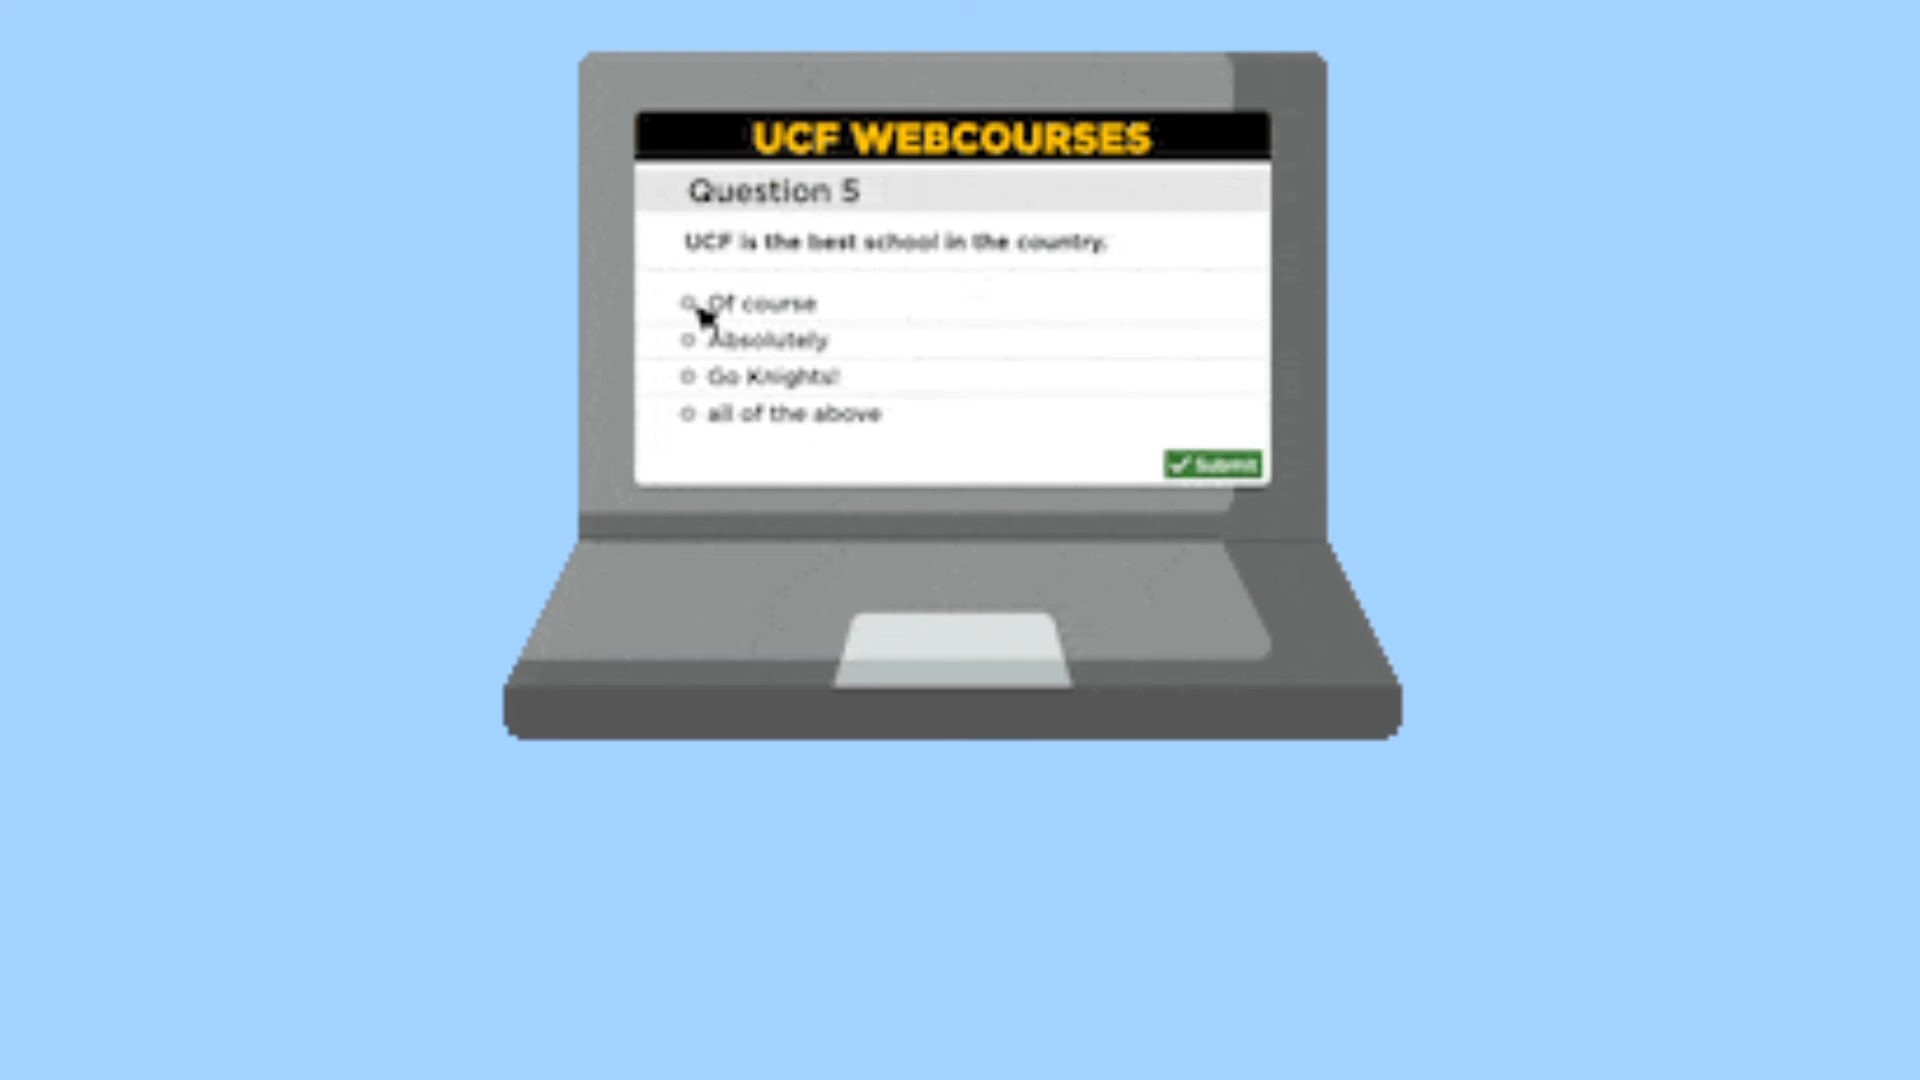 UCF WEBCOURSES
Question 5
UCF is the best school in the country.
Of course
Absolutely
Go Knights!
all of the above
Submit